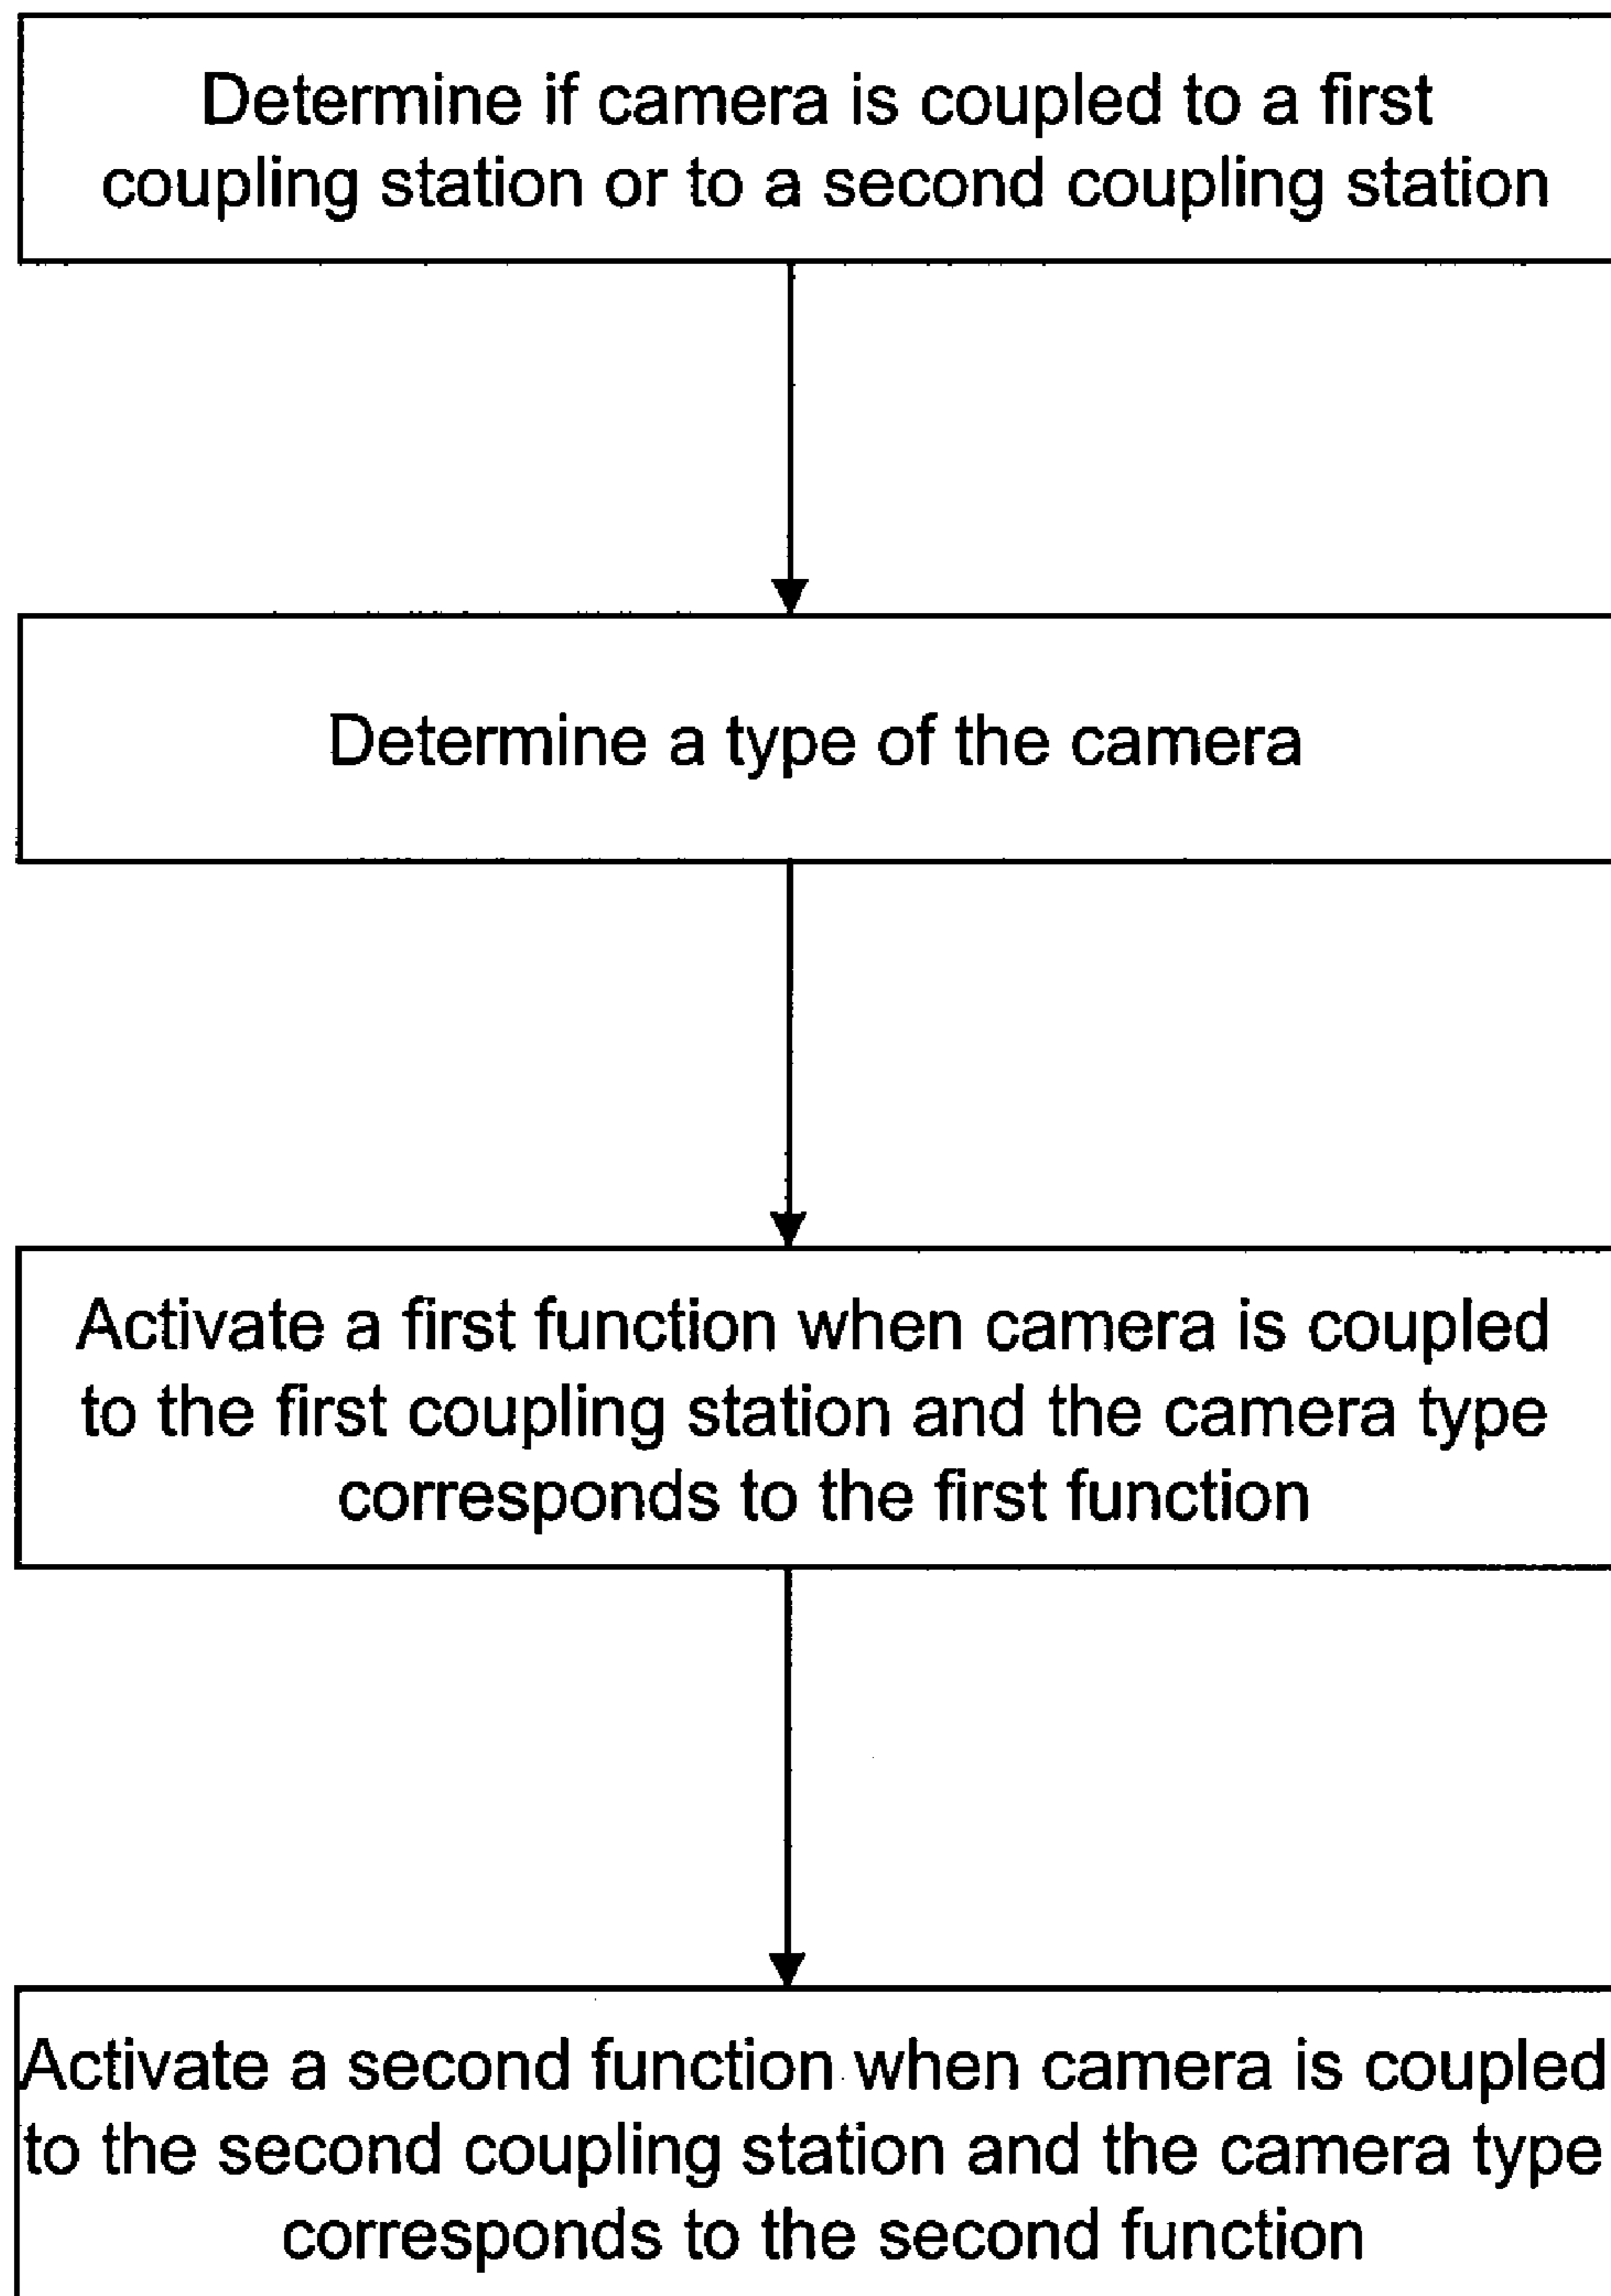 Determine if camera is coupled to a first
coupling station or to a second coupling station
Determine a type of the camera
Activate a first function when camera is coupled
to the first coupling station and the camera type
corresponds to the first function
Activate a second function when camera is coupled
to the second coupling station and the camera type
corresponds to the second function